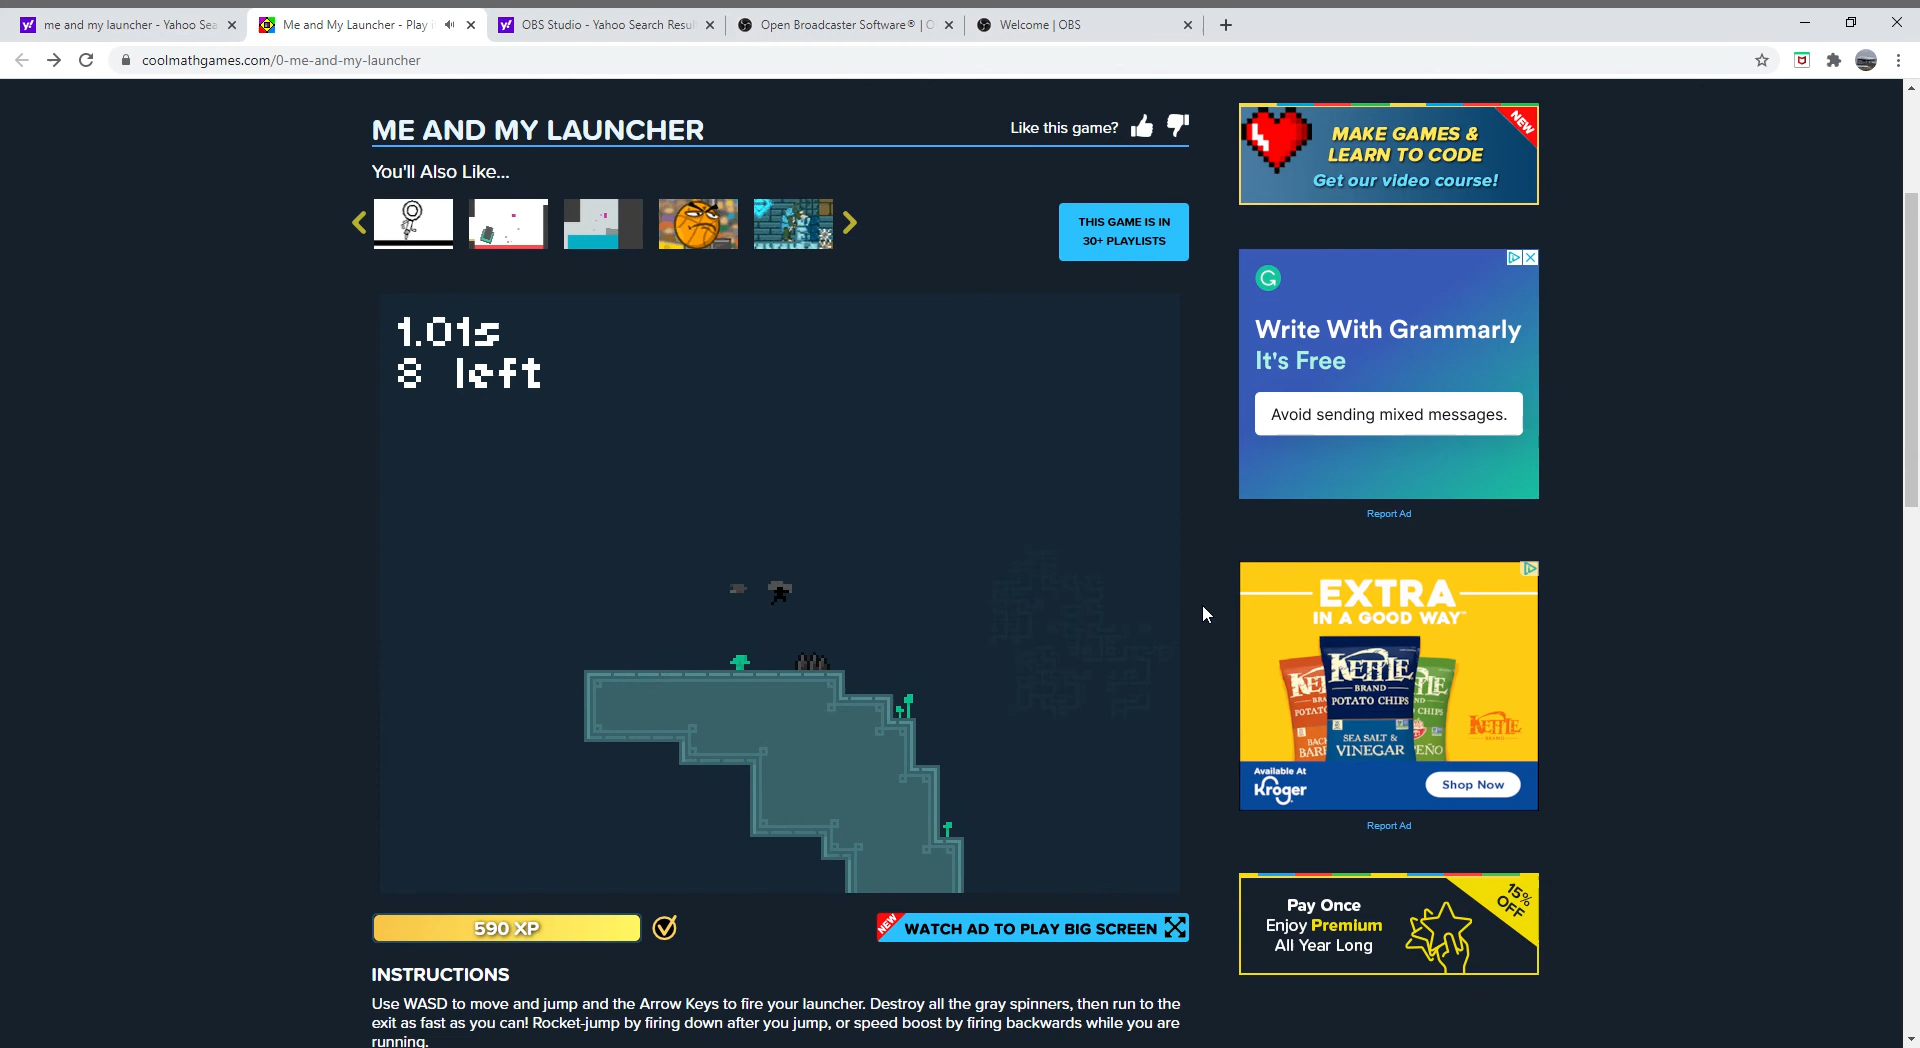 me and my launcher - Yahoo Sea
Me and My Launcher - Play i
OBS Studio - Yahoo Search Resul
Open Broadcaster Software® | O
Welcome | OBS
coolmathgames.com/0-me-and-my-launcher
ME AND MY LAUNCHER
Like this game?
You'll Also Like...
THIS GAME IS IN
30+ PLAYLISTS
1.01s
8 left
590 XP
NEW
WATCH AD TO PLAY BIG SCREEN
INSTRUCTIONS
Use WASD to move and jump and the Arrow Keys to fire your launcher. Destroy all the gray spinners, then run to the
exit as fast as you can! Rocket-jump by firing down after you jump, or speed boost by firing backwards while you are
running.
NEW
MAKE GAMES &
LEARN TO CODE
Get our video course!
Write With Grammarly
It's Free
Avoid sending mixed messages.
Report Ad
EXTRA
IN A GOOD WAY™
KETTLE
BRAND
POTATO CHIPS
SEA SALT &
VINEGAR
Available At
Kroger
Shop Now
Report Ad
Pay Once
Enjoy Premium
All Year Long
15%
OFF